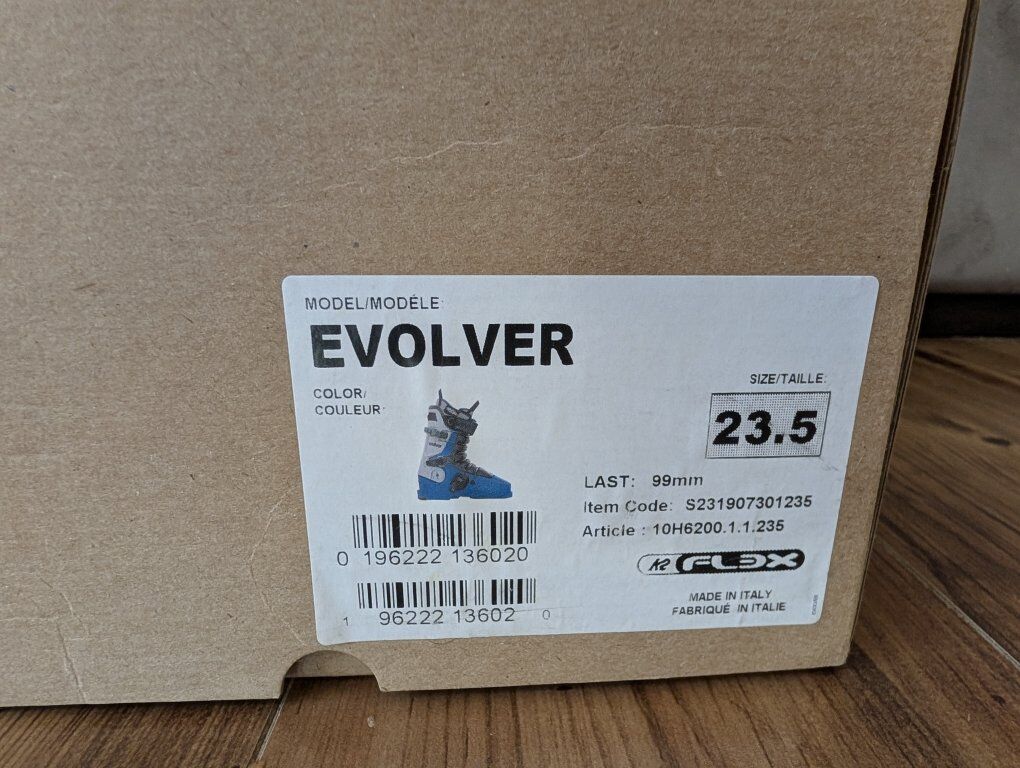 MODEL/MODÉLE:
EVOLVER
COLOR/
COULEUR:
SIZE/TAILLE:
23.5
LAST: 99mm
Item Code: S231907301235
Article : 10H6200.1.1.235
0 196222 136020
1 96222 13602 0
K2 FL3X
MADE IN ITALY
FABRIQUÉ IN ITALIE